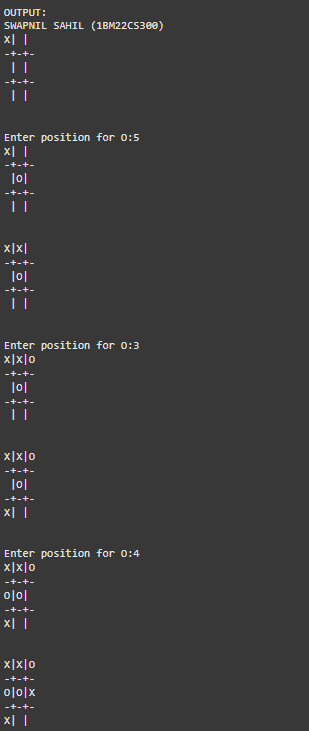 OUTPUT:
SWAPNIL SAHIL (1BM22CS300)
x| |
-+-+-
 | |
-+-+-
 | |
Enter position for O:5
x| |
-+-+-
 |o|
-+-+-
 | |
x|x|
-+-+-
 |o|
-+-+-
 | |
Enter position for O:3
x|x|o
-+-+-
 |o|
-+-+-
 | |
x|x|o
-+-+-
 |o|
-+-+-
x| |
Enter position for O:4
x|x|o
-+-+-
o|o|
-+-+-
x| |
x|x|o
-+-+-
o|o|x
-+-+-
x| |